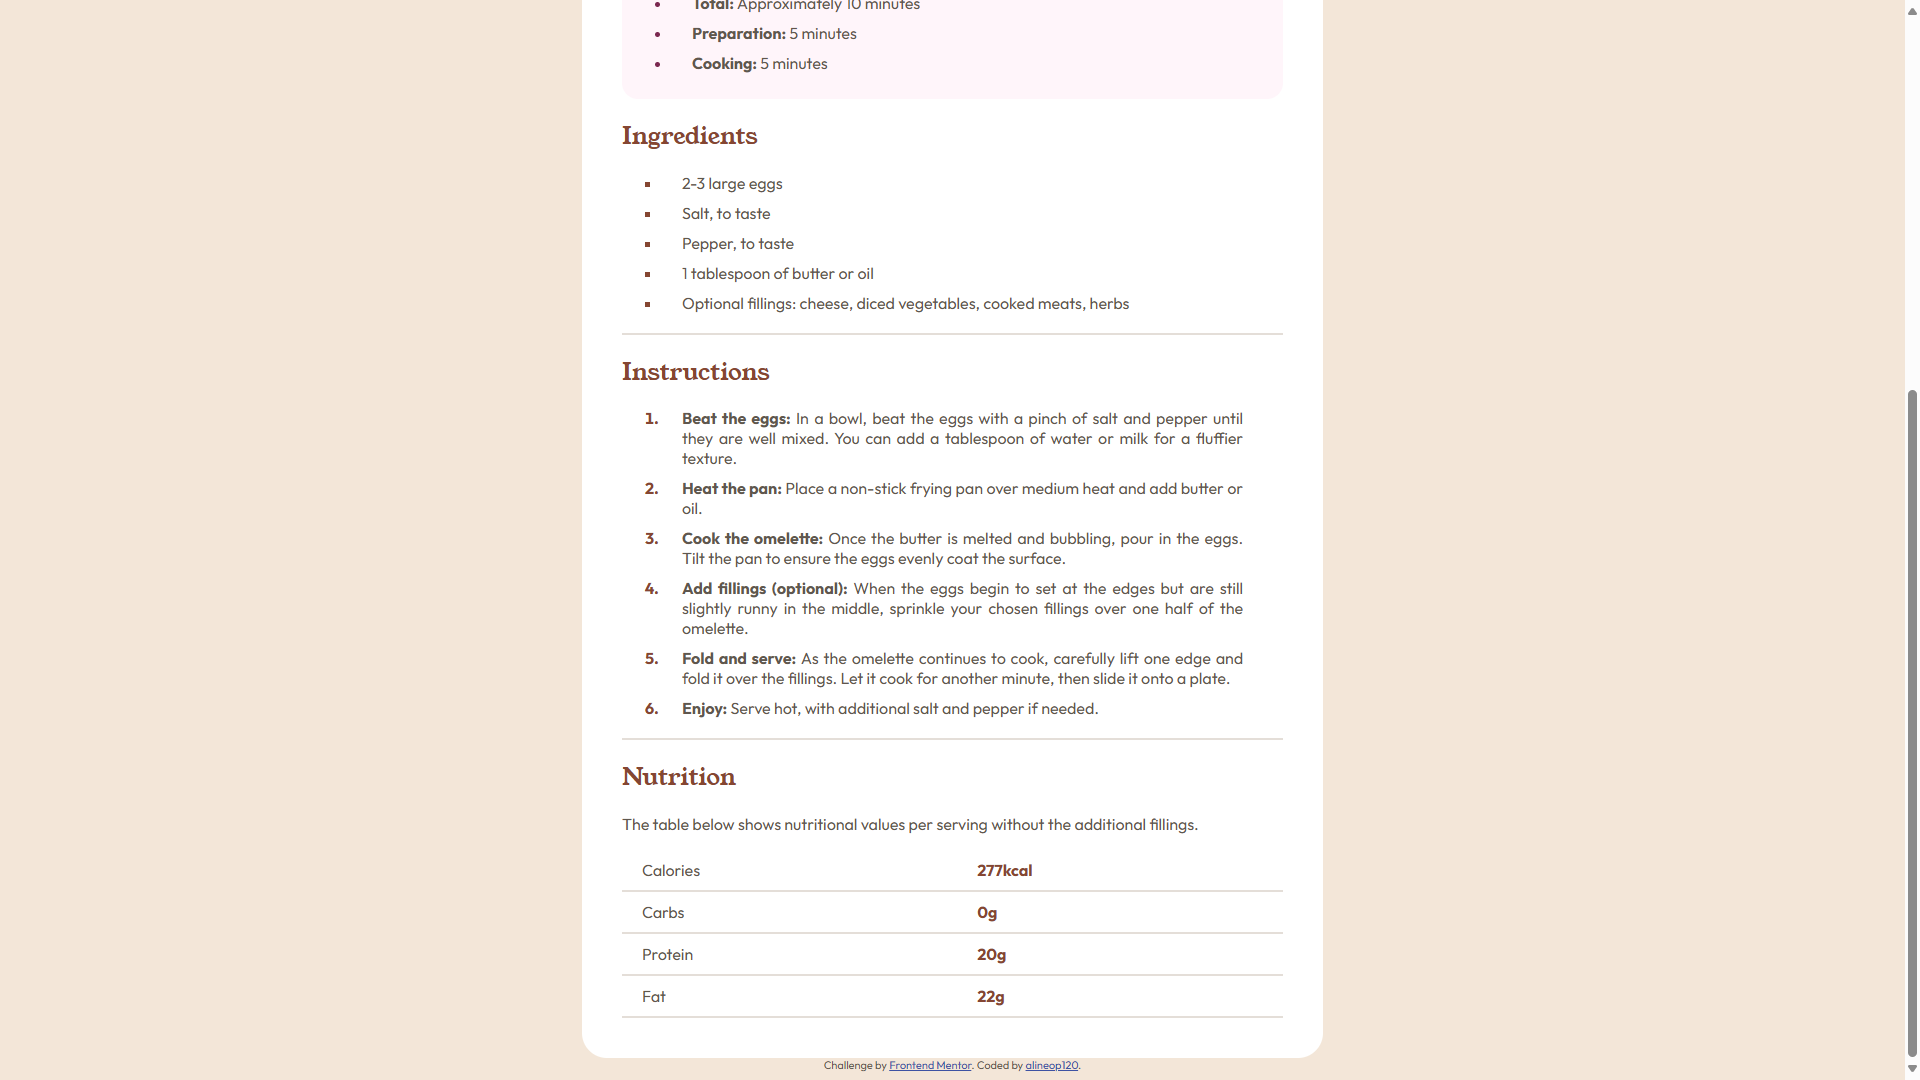 Total: Approximately 10 minutes
Preparation: 5 minutes
Cooking: 5 minutes
Ingredients
2-3 large eggs
Salt, to taste
Pepper, to taste
1 tablespoon of butter or oil
Optional fillings: cheese, diced vegetables, cooked meats, herbs
Instructions
1. Beat the eggs: In a bowl, beat the eggs with a pinch of salt and pepper until
they are well mixed. You can add a tablespoon of water or milk for a fluffier
texture.
2. Heat the pan: Place a non-stick frying pan over medium heat and add butter or
oil.
3. Cook the omelette: Once the butter is melted and bubbling, pour in the eggs.
Tilt the pan to ensure the eggs evenly coat the surface.
4. Add fillings (optional): When the eggs begin to set at the edges but are still
slightly runny in the middle, sprinkle your chosen fillings over one half of the
omelette.
5. Fold and serve: As the omelette continues to cook, carefully lift one edge and
fold it over the fillings. Let it cook for another minute, then slide it onto a plate.
6. Enjoy: Serve hot, with additional salt and pepper if needed.
Nutrition
The table below shows nutritional values per serving without the additional fillings.
Calories 277kcal
Carbs 0g
Protein 20g
Fat 22g
Challenge by Frontend Mentor. Coded by alineop120.